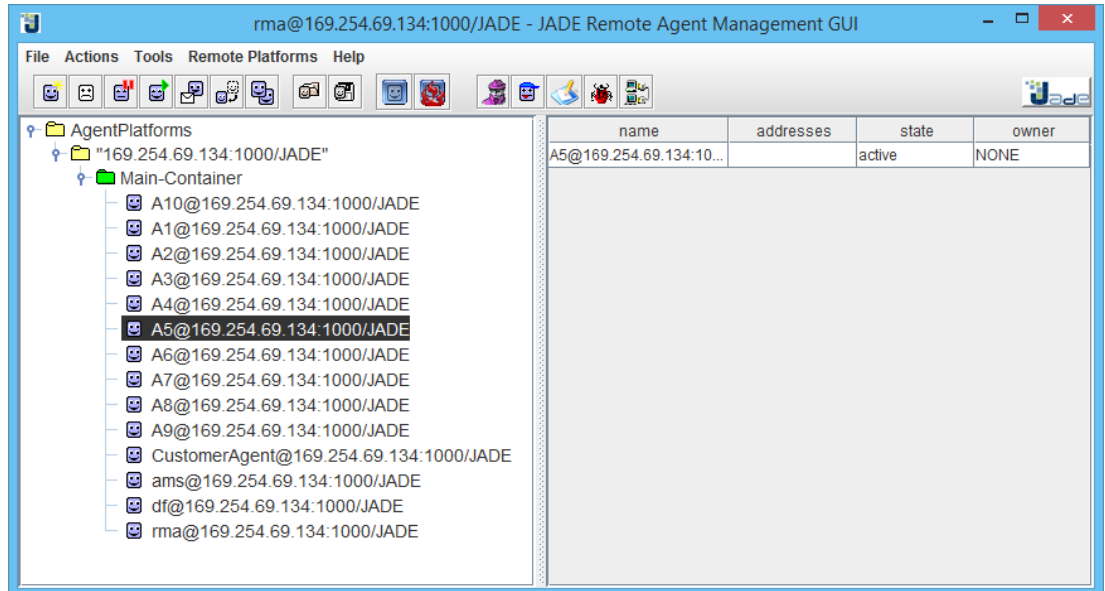 rma@169.254.69.134:1000/JADE - JADE Remote Agent Management GUI
File Actions Tools Remote Platforms Help
Jade
AgentPlatforms
"169.254.69.134:1000/JADE"
Main-Container
A10@169.254.69.134:1000/JADE
A1@169.254.69.134:1000/JADE
A2@169.254.69.134:1000/JADE
A3@169.254.69.134:1000/JADE
A4@169.254.69.134:1000/JADE
A5@169.254.69.134:1000/JADE
A6@169.254.69.134:1000/JADE
A7@169.254.69.134:1000/JADE
A8@169.254.69.134:1000/JADE
A9@169.254.69.134:1000/JADE
CustomerAgent@169.254.69.134:1000/JADE
ams@169.254.69.134:1000/JADE
df@169.254.69.134:1000/JADE
rma@169.254.69.134:1000/JADE
name addresses state owner
A5@169.254.69.134:10... active NONE